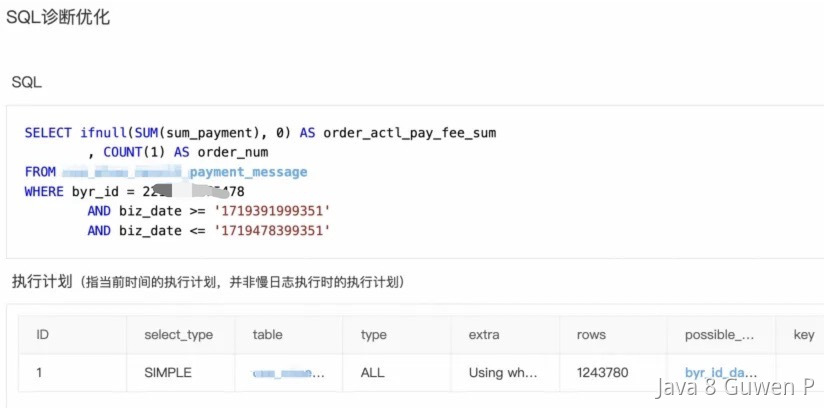 SQL诊断优化
SQL
SELECT ifnull(SUM(sum_payment), 0) AS order_actl_pay_fee_sum
, COUNT(1) AS order_num
FROM payment_message
WHERE byr_id = 22 478
AND biz_date >= '1719391999351'
AND biz_date <= '1719478399351'
执行计划（指当前时间的执行计划，并非慢日志执行时的执行计划）
ID select_type table type extra rows possible_... key
1 SIMPLE ... ALL Using wh... 1243780 byr_id_da...
Java 8 Guwen P